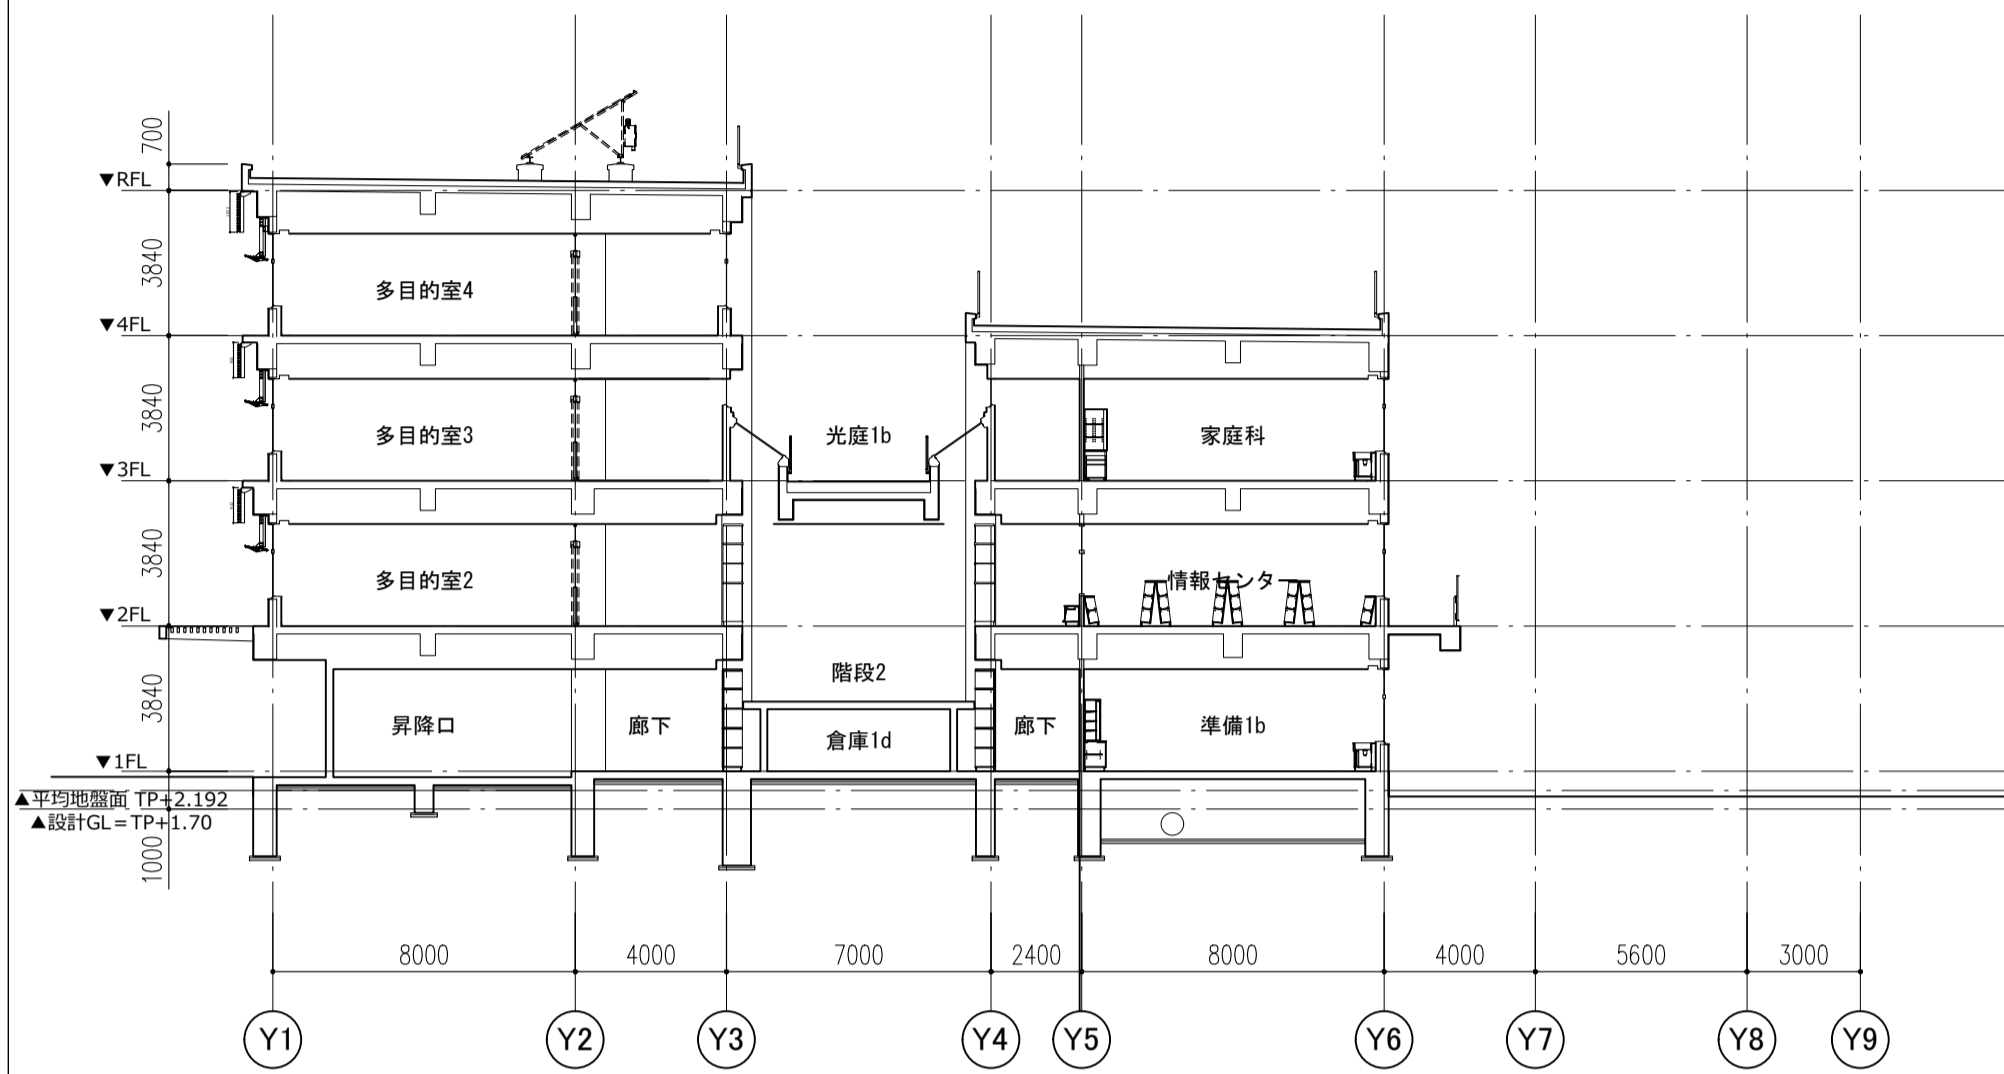 700
▼RFL
3840
多目的室4
▼4FL
3840
多目的室3
光庭1b
家庭科
▼3FL
3840
多目的室2
情報センター
▼2FL
3840
階段2
昇降口
廊下
倉庫1d
廊下
準備1b
▼1FL
▲平均地盤面 TP+2.192
▲設計GL=TP+1.70
1000
8000
4000
7000
2400
8000
4000
5600
3000
Y1
Y2
Y3
Y4
Y5
Y6
Y7
Y8
Y9